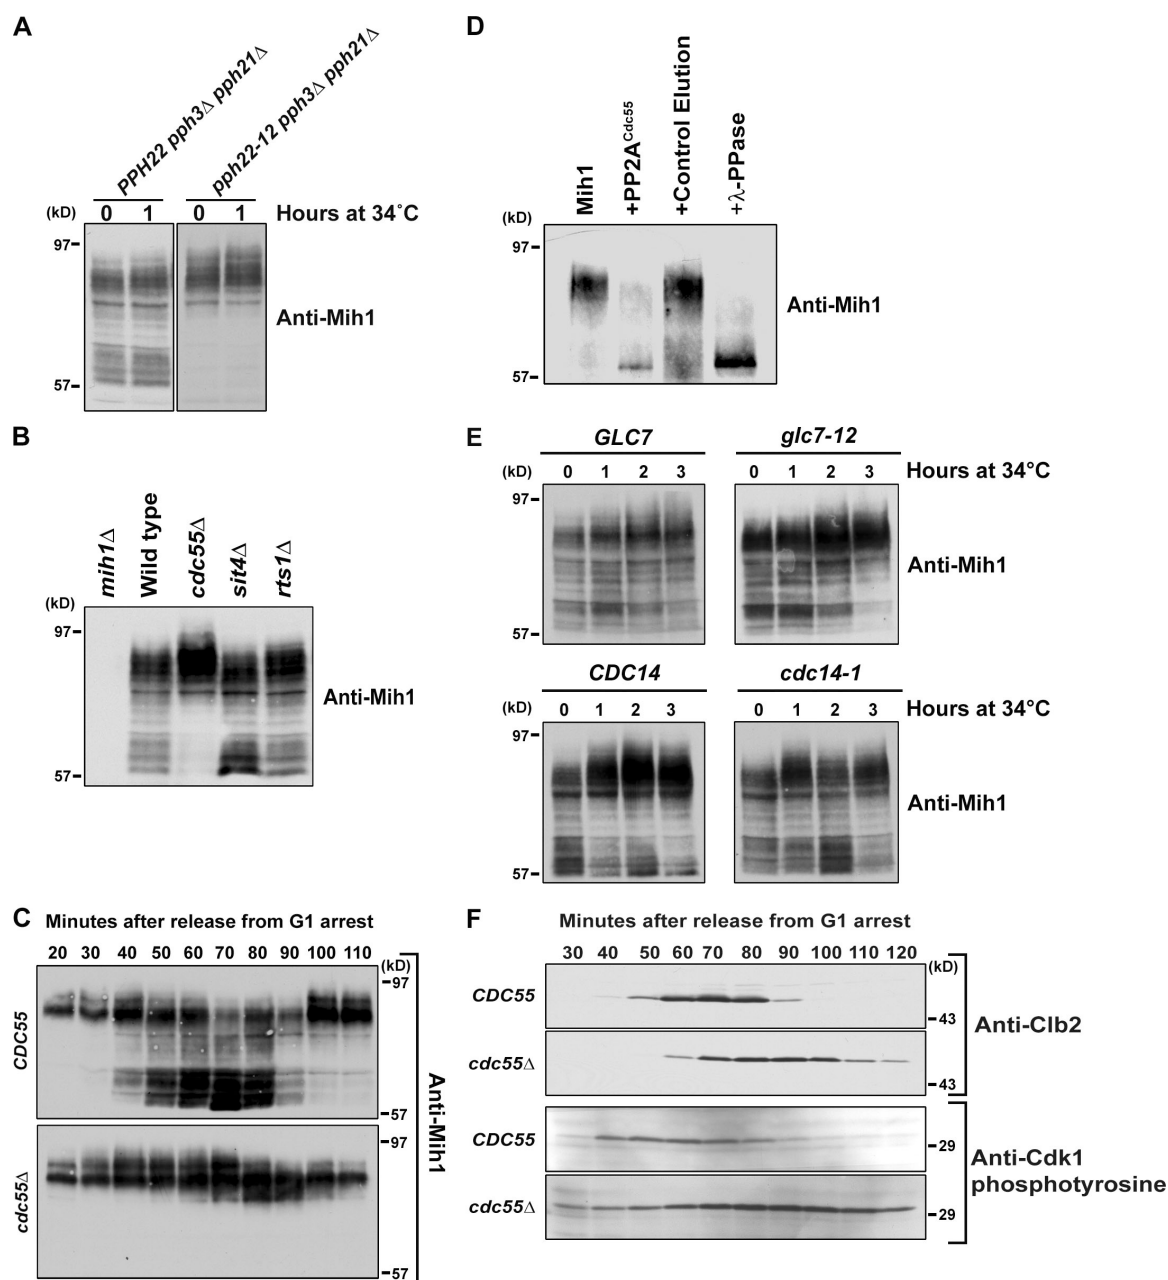 A
PPH22 pph3Δ pph21Δ
pph22-12 pph3Δ pph21Δ
(kD) 0 1 0 1 Hours at 34˚C
97
Anti-Mih1
57
B
mih1Δ
Wild type
cdc55Δ
sit4Δ
rts1Δ
(kD)
97
Anti-Mih1
57
C
Minutes after release from G1 arrest
20 30 40 50 60 70 80 90 100 110
(kD)
CDC55
97
57
cdc55Δ
97
57
Anti-Mih1
D
Mih1
+PP2ACdc55
+Control Elution
+λ-PPase
(kD)
97
Anti-Mih1
57
E
GLC7 glc7-12
(kD) 0 1 2 3 0 1 2 3 Hours at 34°C
97
Anti-Mih1
57
CDC14 cdc14-1
(kD) 0 1 2 3 0 1 2 3 Hours at 34°C
97
Anti-Mih1
57
F
Minutes after release from G1 arrest
30 40 50 60 70 80 90 100 110 120
(kD)
CDC55
43
Anti-Clb2
cdc55Δ
43
CDC55
29
Anti-Cdk1
phosphotyrosine
cdc55Δ
29